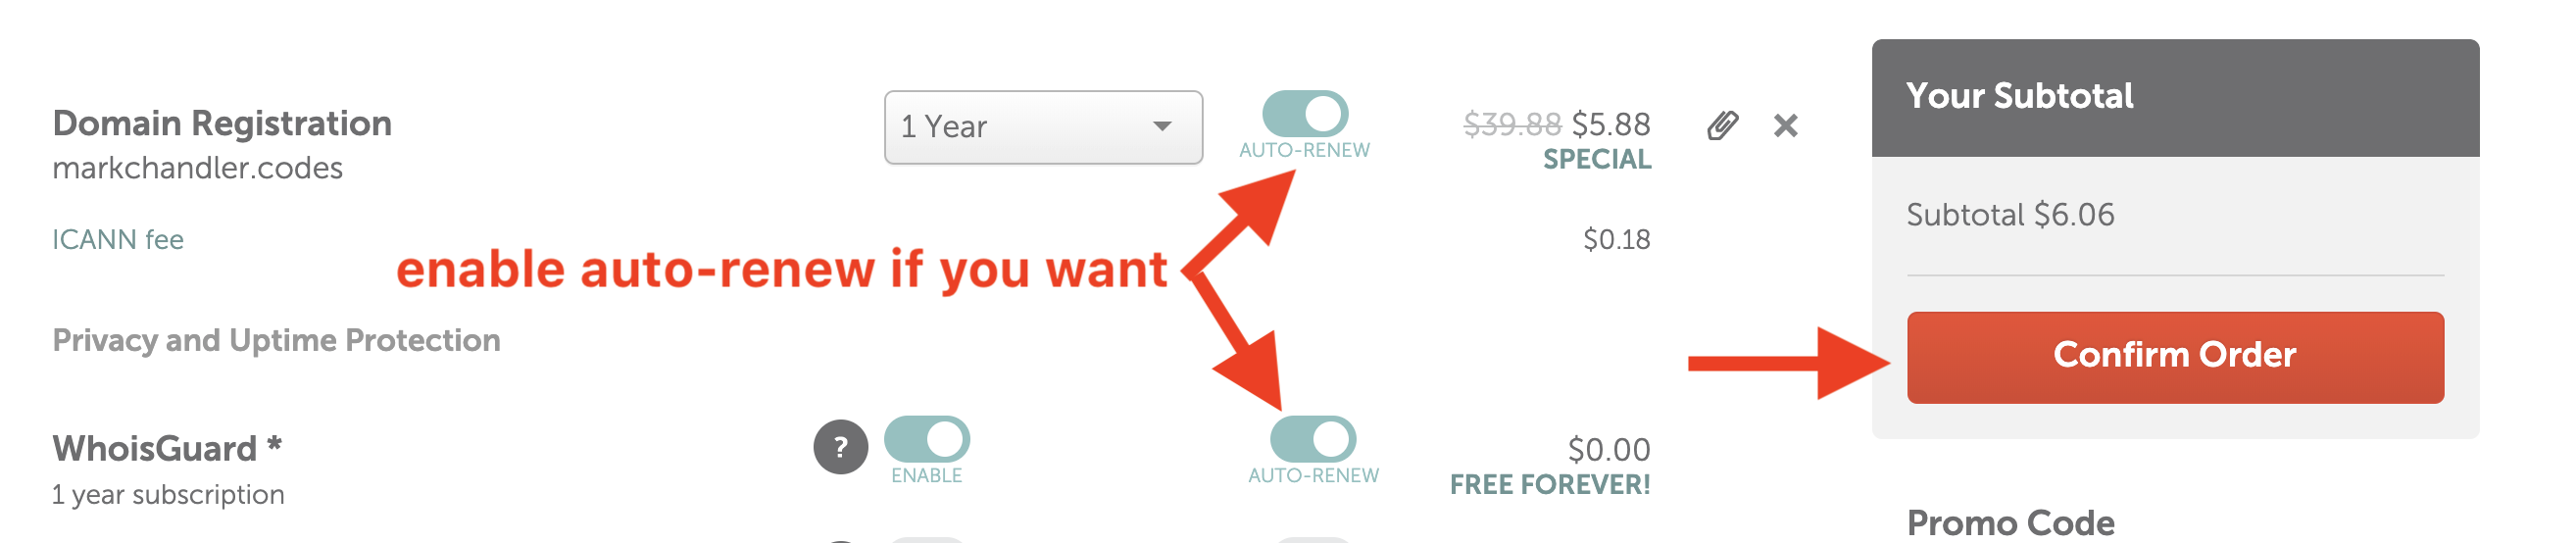 Domain Registration
markchandler.codes
1 Year
AUTO-RENEW
$39.88 $5.88
SPECIAL
ICANN fee
$0.18
enable auto-renew if you want
Privacy and Uptime Protection
WhoisGuard *
1 year subscription
?
ENABLE
AUTO-RENEW
$0.00
FREE FOREVER!
Your Subtotal
Subtotal $6.06
Confirm Order
Promo Code